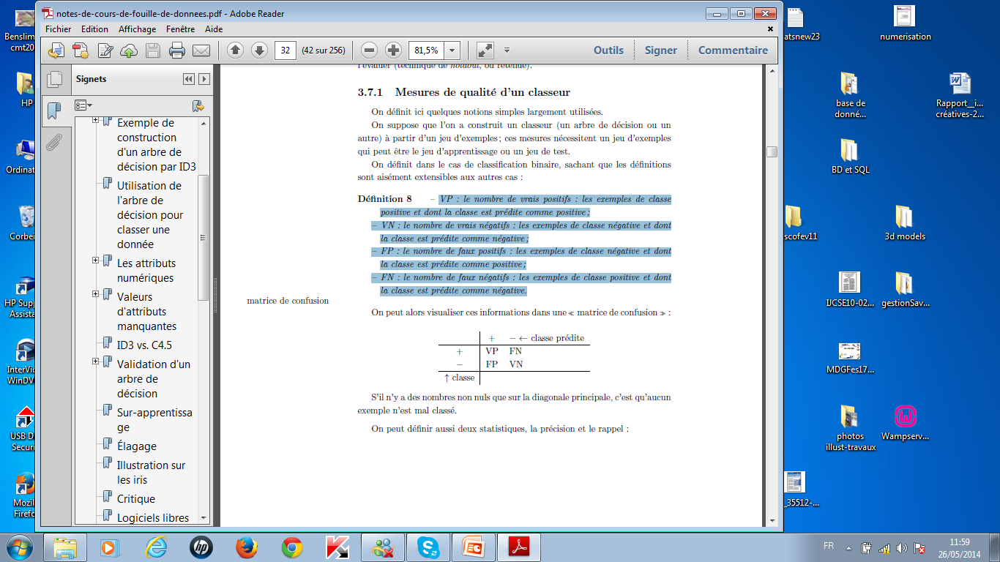 notes-de-cours-de-fouille-de-donnees.pdf - Adobe Reader
Fichier Edition Affichage Fenêtre Aide
32 (42 sur 256) 81,5% Outils Signer Commentaire
Signets
Exemple de
construction
d'un arbre de
décision par ID3
Utilisation de
l'arbre de
décision pour
classer une
donnée
Les attributs
numériques
Valeurs
d'attributs
manquantes
ID3 vs. C4.5
Validation d'un
arbre de
décision
Sur-apprentissa
ge
Élagage
Illustration sur
les iris
Critique
Logiciels libres
l'évaluer (technique de holdout, ou retenue).
3.7.1 Mesures de qualité d'un classeur
On définit ici quelques notions simples largement utilisées.
On suppose que l'on a construit un classeur (un arbre de décision ou un
autre) à partir d'un jeu d'exemples ; ces mesures nécessitent un jeu d'exemples
qui peut être le jeu d'apprentissage ou un jeu de test.
On définit dans le cas de classification binaire, sachant que les définitions
sont aisément extensibles aux autres cas :
Définition 8 – VP : le nombre de vrais positifs : les exemples de classe
positive et dont la classe est prédite comme positive ;
– VN : le nombre de vrais négatifs : les exemples de classe négative et dont
la classe est prédite comme négative ;
– FP : le nombre de faux positifs : les exemples de classe négative et dont
la classe est prédite comme positive ;
– FN : le nombre de faux négatifs : les exemples de classe positive et dont
la classe est prédite comme négative.
matrice de confusion
On peut alors visualiser ces informations dans une ≪ matrice de confusion ≫ :
+ − ← classe prédite
+ VP FN
− FP VN
↑ classe
S'il n'y a des nombres non nuls que sur la diagonale principale, c'est qu'aucun
exemple n'est mal classé.
On peut définir aussi deux statistiques, la précision et le rappel :
Benslim
cmt20
HP
Ordinat
Corbei
HP Supp
Assista
InterVid
WinDV
USB D
Securi
Mozil
Firefo
atsnew23
numerisation
base de
donné...
Rapport__i...
créatives-2...
BD et SQL
scofev11
3d models
IJCSE10-02...
gestionSav...
MDGFes17...
photos
illust-travaux
Wampserv...
_35512-...
hp
FR
11:59
26/05/2014